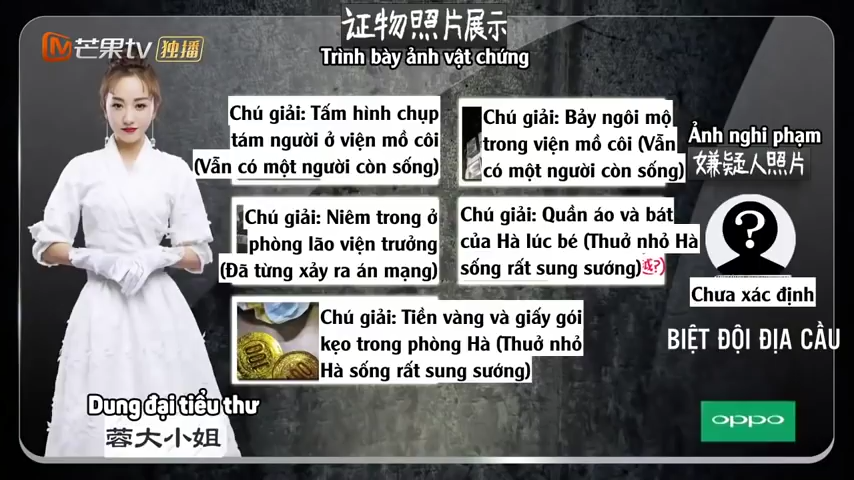 证物照片展示
Trình bày ảnh vật chứng
芒果tv 独播
Chú giải: Tấm hình chụp
tám người ở viện mồ côi
(Vẫn có một người còn sống)
Chú giải: Bảy ngôi mộ
trong viện mồ côi (Vẫn
có một người còn sống)
Ảnh nghi phạm
嫌疑人照片
Chú giải: Niêm trong ở
phòng lão viện trưởng
(Đã từng xảy ra án mạng)
Chú giải: Quần áo và bát
của Hà lúc bé (Thuở nhỏ Hà
sống rất sung sướng)
?
Chưa xác định
Chú giải: Tiền vàng và giấy gói
kẹo trong phòng Hà (Thuở nhỏ
Hà sống rất sung sướng)
BIỆT ĐỘI ĐỊA CẦU
Dung đại tiểu thư
蓉大小姐
oppo